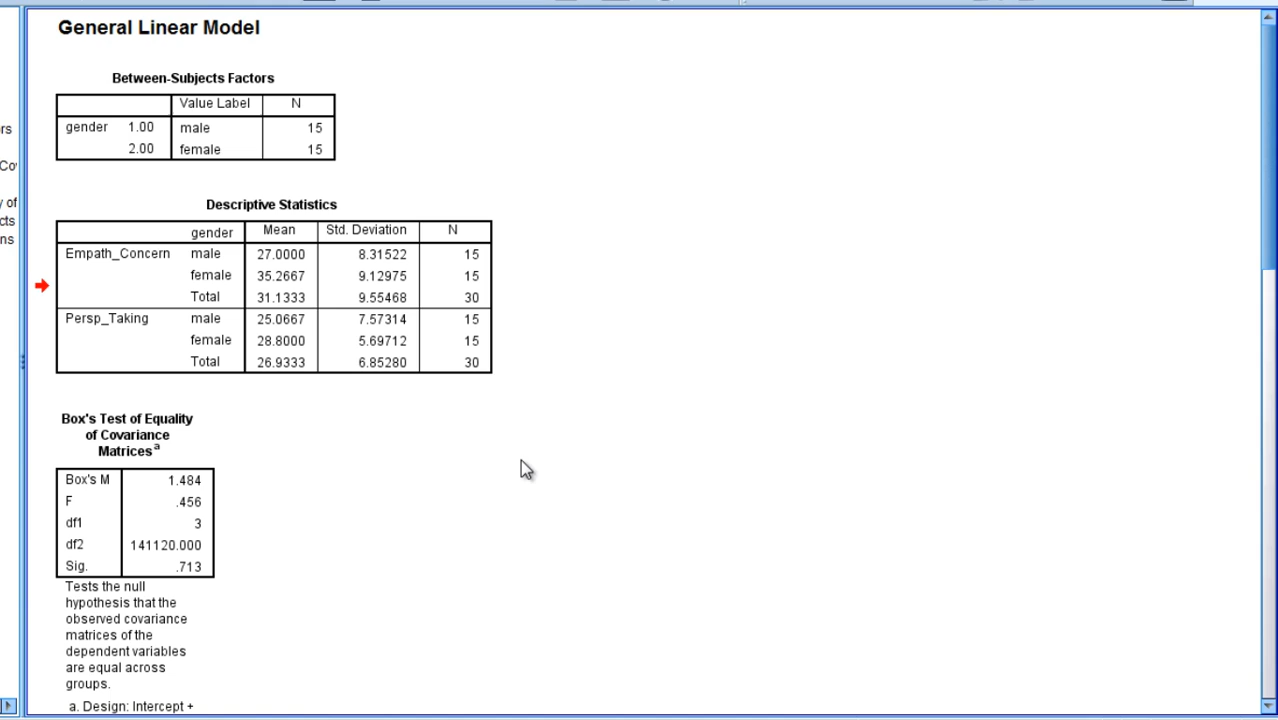 General Linear Model
Between-Subjects Factors
Value Label N
gender 1.00 male 15
2.00 female 15
Descriptive Statistics
gender Mean Std. Deviation N
Empath_Concern male 27.0000 8.31522 15
female 35.2667 9.12975 15
Total 31.1333 9.55468 30
Persp_Taking male 25.0667 7.57314 15
female 28.8000 5.69712 15
Total 26.9333 6.85280 30
Box's Test of Equality
of Covariance
Matrices a
Box's M 1.484
F .456
df1 3
df2 141120.000
Sig. .713
Tests the null
hypothesis that the
observed covariance
matrices of the
dependent variables
are equal across
groups.
a. Design: Intercept +
rs
Co
y of
cts
ns